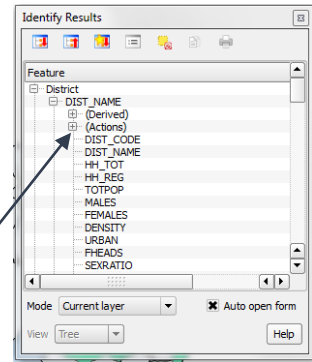 Identify Results
Feature
District
DIST_NAME
(Derived)
(Actions)
DIST_CODE
DIST_NAME
HH_TOT
HH_REG
TOTPOP
MALES
FEMALES
DENSITY
URBAN
FHEADS
SEXRATIO
Mode Current layer Auto open form
View Tree Help